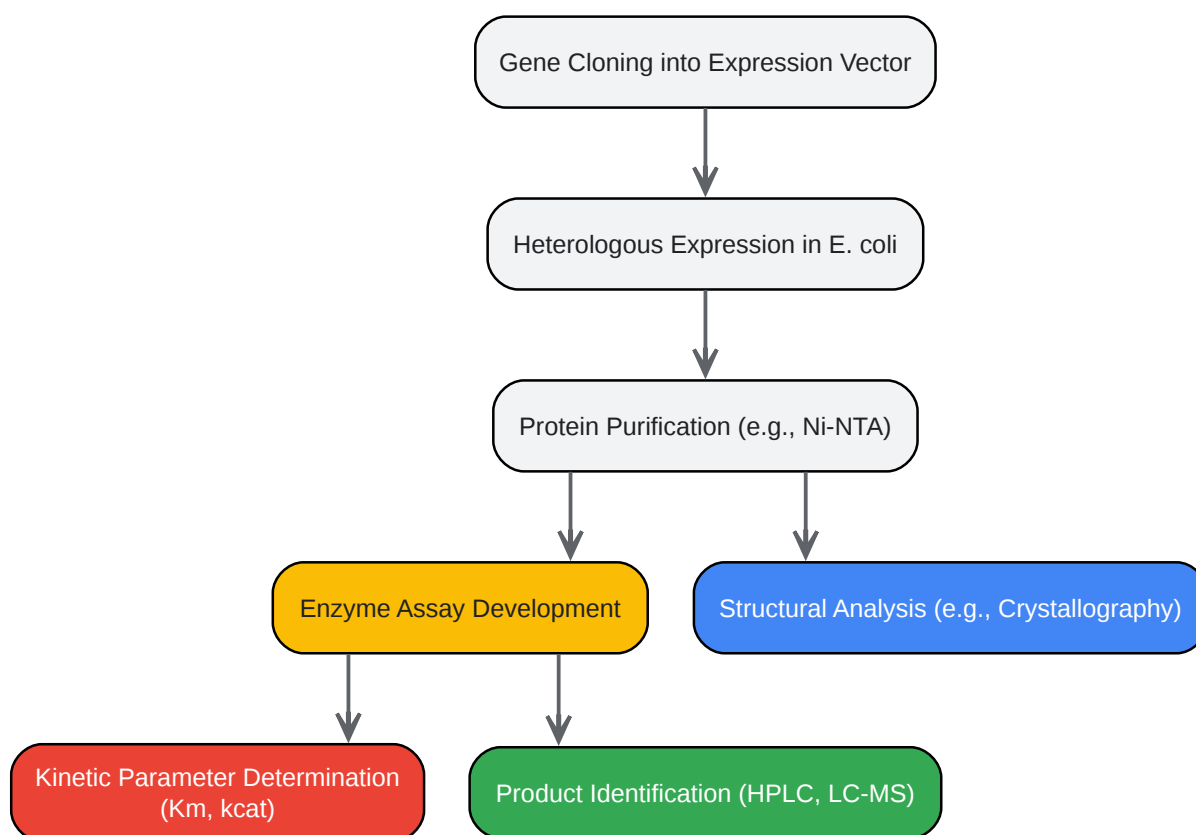 Gene Cloning into Expression Vector
Heterologous Expression in E. coli
Protein Purification (e.g., Ni-NTA)
Enzyme Assay Development
Structural Analysis (e.g., Crystallography)
Kinetic Parameter Determination
(Km, kcat)
Product Identification (HPLC, LC-MS)